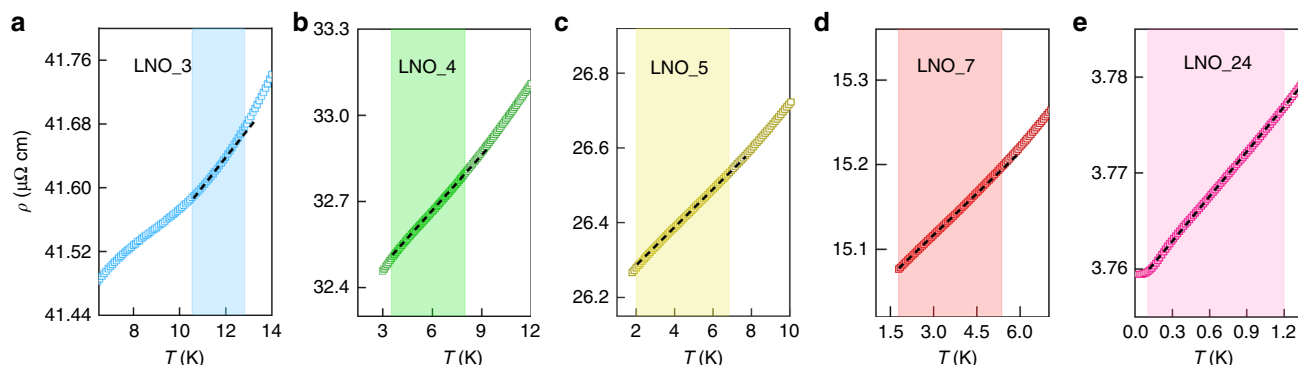 a
LNO_3
ρ (μΩ cm)
41.76
41.68
41.60
41.52
41.44
8 10 12 14
T (K)
b
LNO_4
33.3
33.0
32.7
32.4
3 6 9 12
T (K)
c
LNO_5
26.8
26.6
26.4
26.2
2 4 6 8 10
T (K)
d
LNO_7
15.3
15.2
15.1
1.5 3.0 4.5 6.0
T (K)
e
LNO_24
3.78
3.77
3.76
0.0 0.3 0.6 0.9 1.2
T (K)